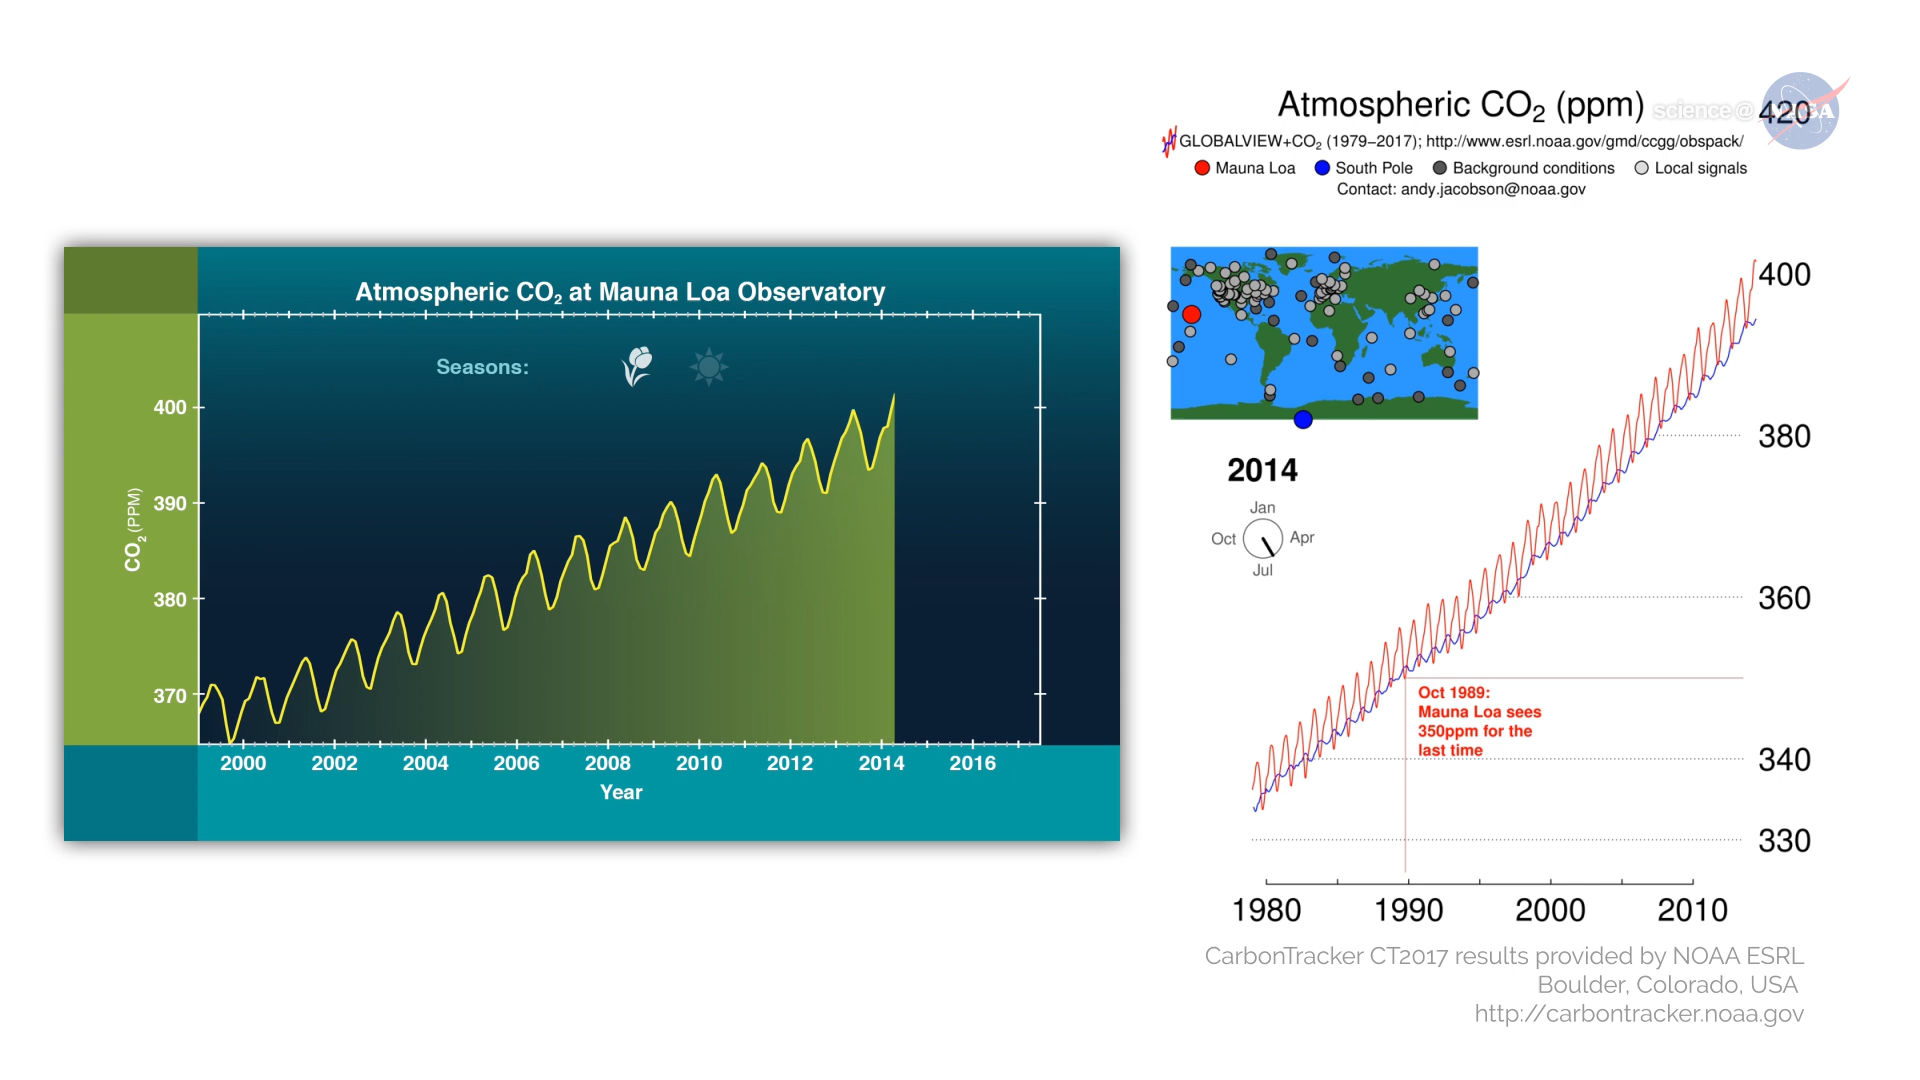 Atmospheric CO₂ (ppm)
science@NASA
420
GLOBALVIEW+CO₂ (1979–2017); http://www.esrl.noaa.gov/gmd/ccgg/obspack/
Mauna Loa South Pole Background conditions Local signals
Contact: andy.jacobson@noaa.gov
Atmospheric CO₂ at Mauna Loa Observatory
Seasons:
400
390
380
370
CO₂ (PPM)
2000 2002 2004 2006 2008 2010 2012 2014 2016
Year
2014
Jan
Oct Apr
Jul
400
380
360
340
330
Oct 1989:
Mauna Loa sees
350ppm for the
last time
1980 1990 2000 2010
CarbonTracker CT2017 results provided by NOAA ESRL
Boulder, Colorado, USA
http://carbontracker.noaa.gov